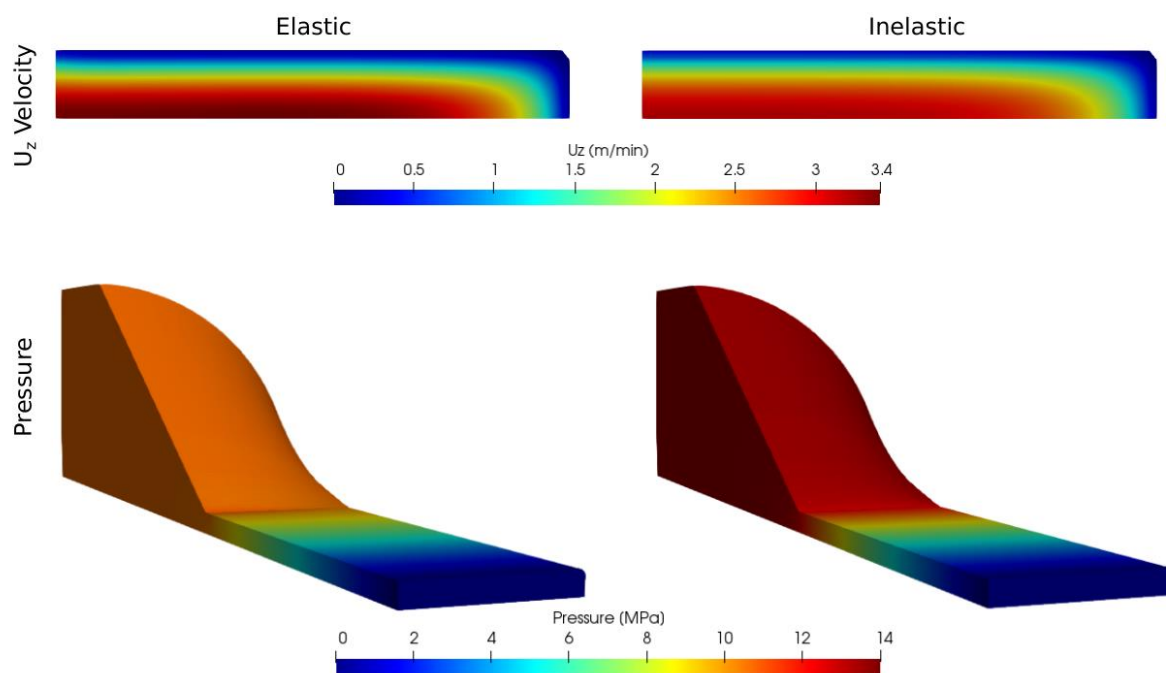 Elastic
Inelastic
U_z Velocity
Uz (m/min)
0 0.5 1 1.5 2 2.5 3 3.4
Pressure
Pressure (MPa)
0 2 4 6 8 10 12 14